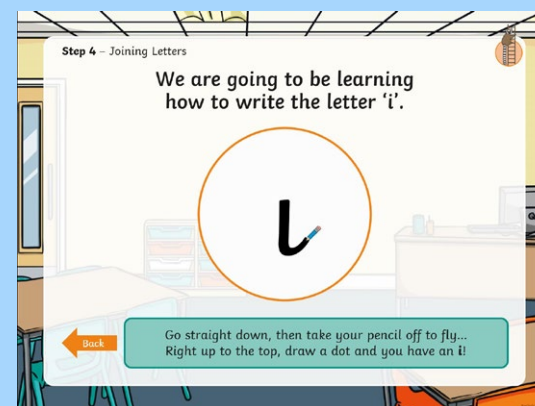 Step 4 – Joining Letters
We are going to be learning
how to write the letter ‘i’.
ı
Back
Go straight down, then take your pencil off to fly...
Right up to the top, draw a dot and you have an i!